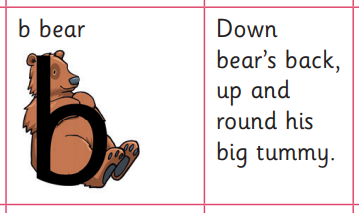 b bear
b
Down
bear's back,
up and
round his
big tummy.